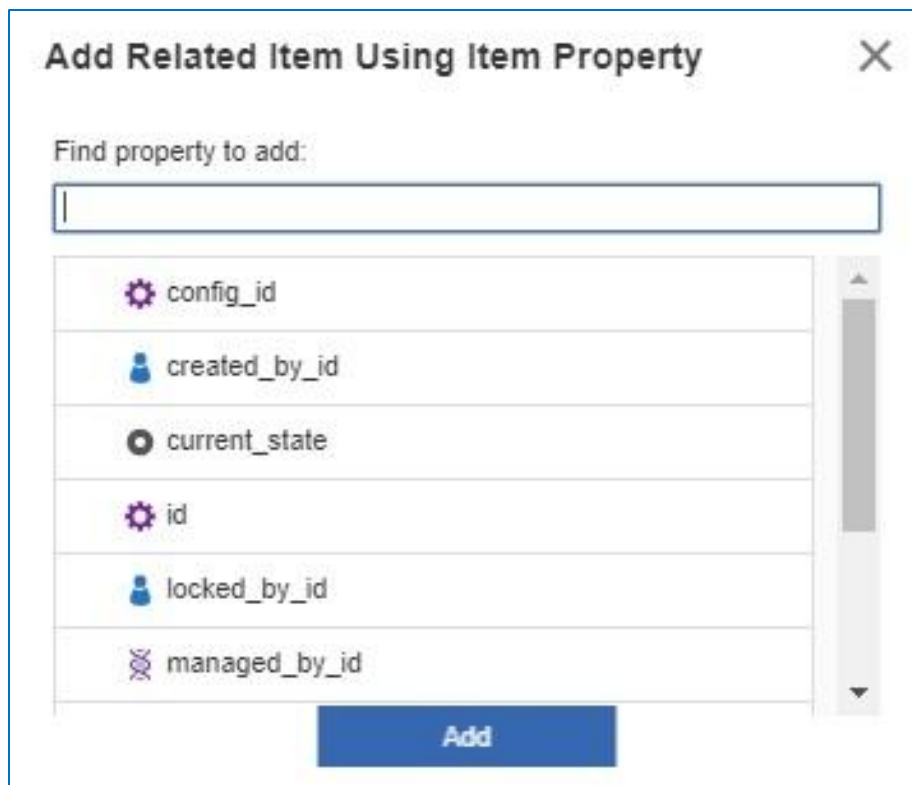 Add Related Item Using Item Property
Find property to add:
config_id
created_by_id
current_state
id
locked_by_id
managed_by_id
Add